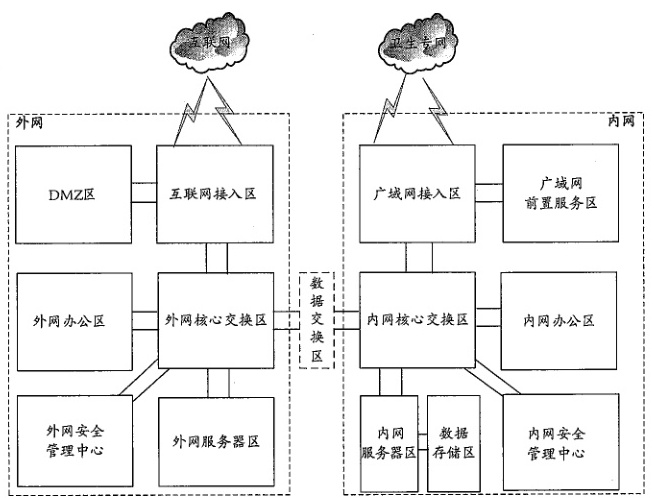 互联网
卫生专网
外网
内网
DMZ区
互联网接入区
广域网接入区
广域网
前置服务区
外网办公区
外网核心交换区
数
据
交
换
区
内网核心交换区
内网办公区
外网安全
管理中心
外网服务器区
内网
服务器区
数据
存储区
内网安全
管理中心